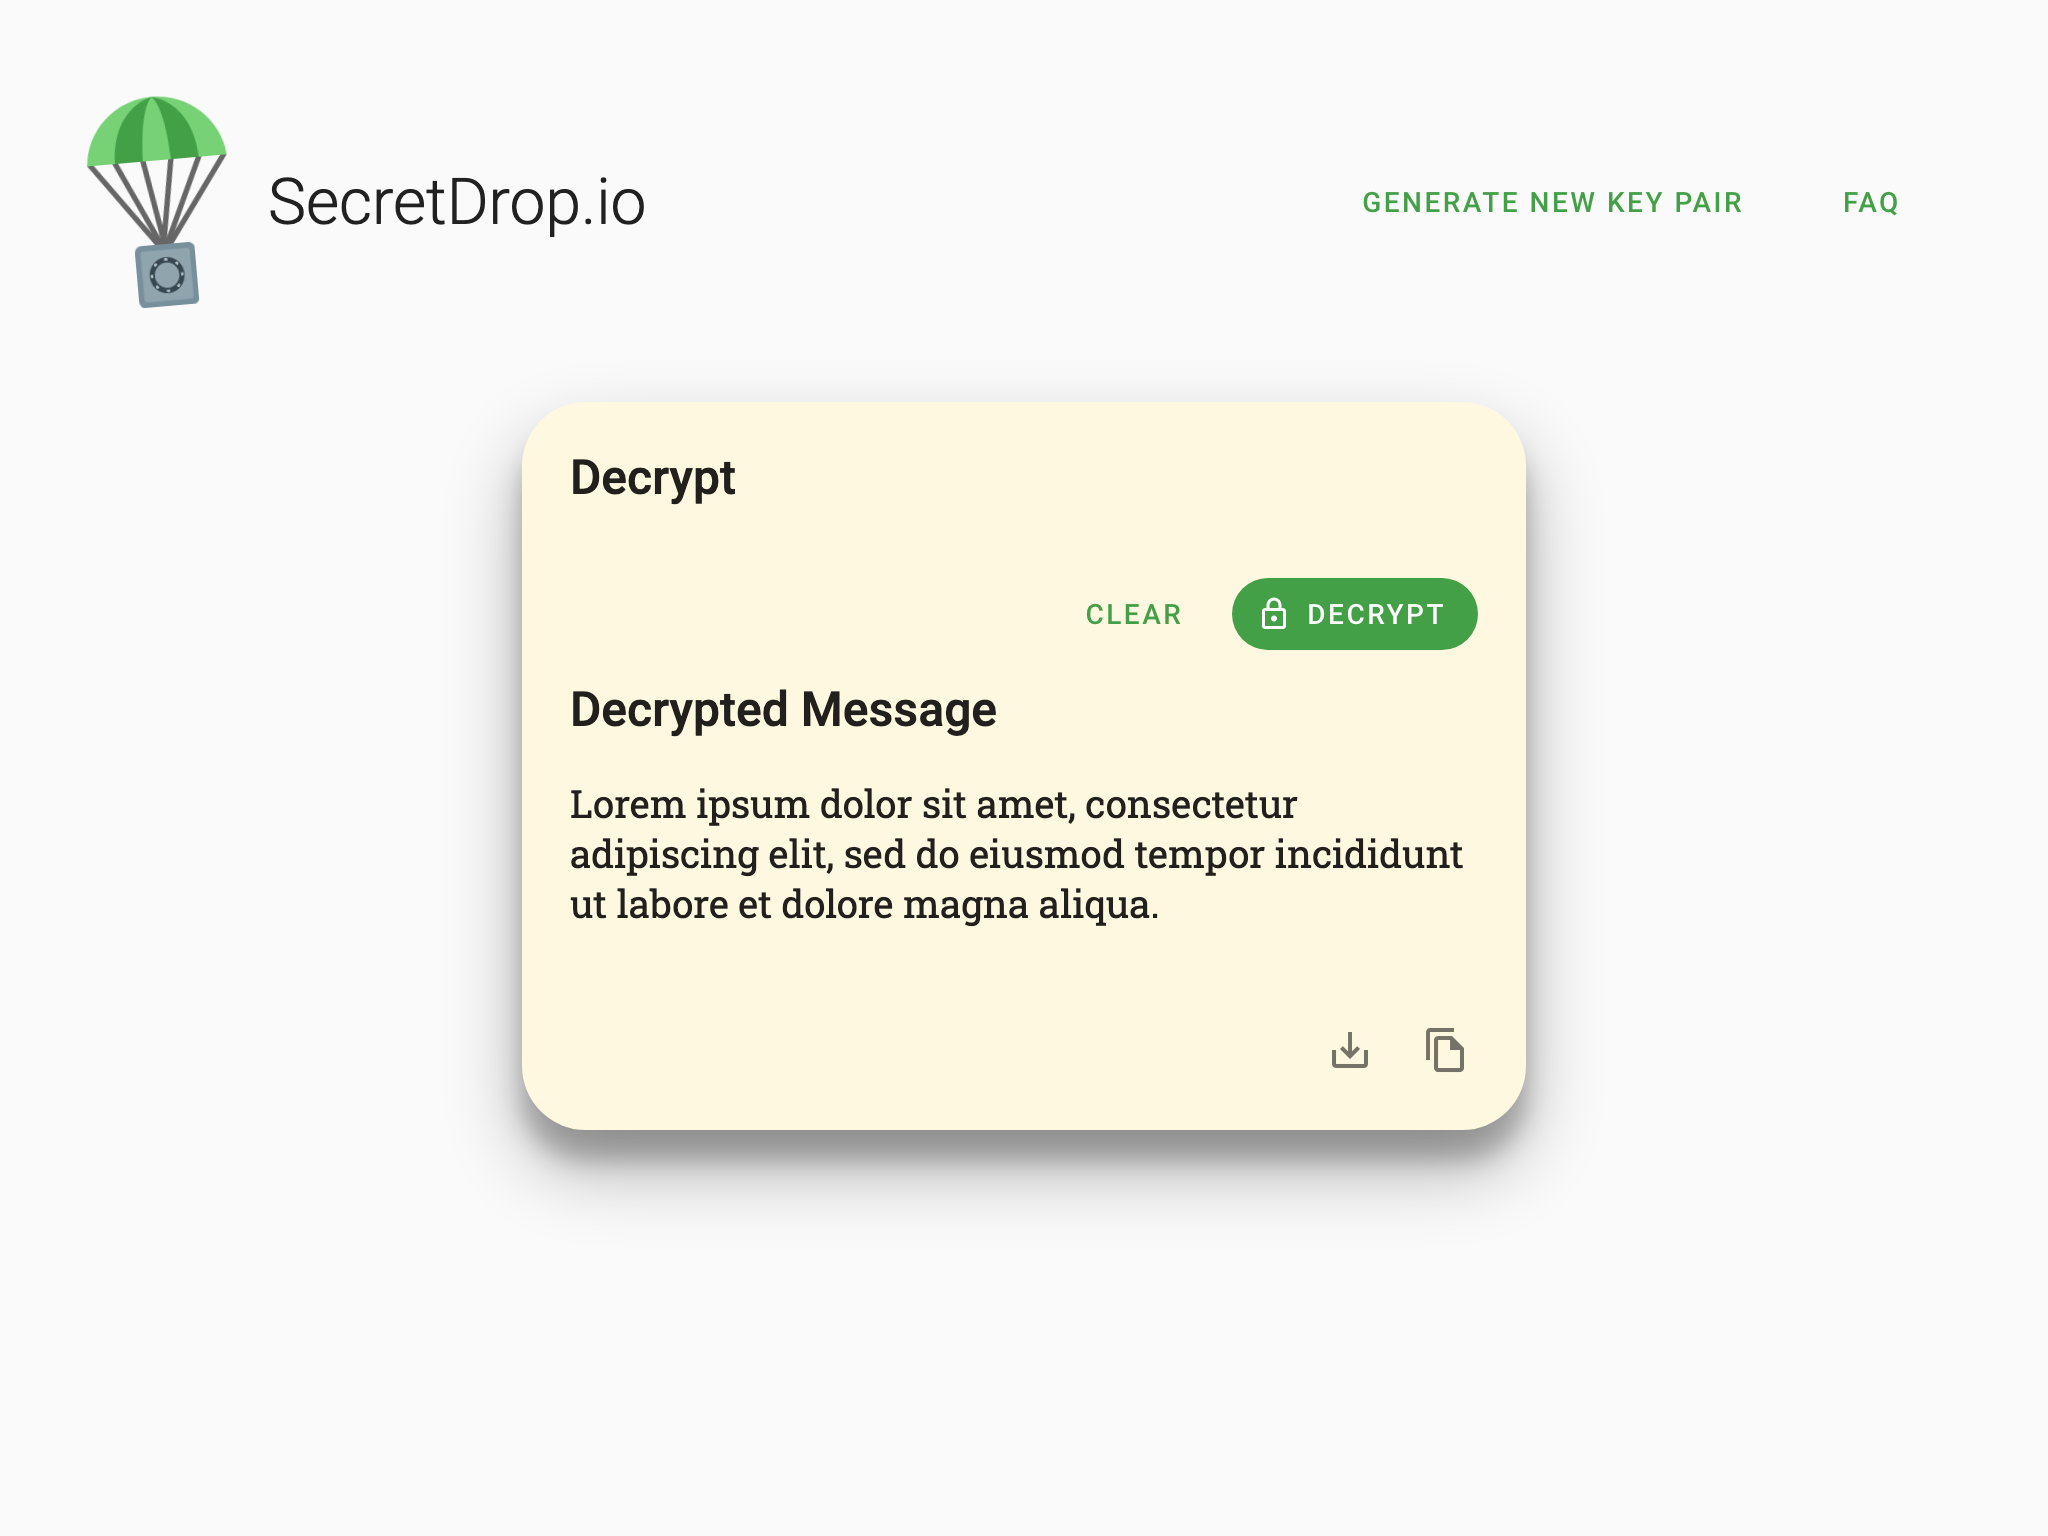 SecretDrop.io
GENERATE NEW KEY PAIR
FAQ
Decrypt
CLEAR
DECRYPT
Decrypted Message
Lorem ipsum dolor sit amet, consectetur
adipiscing elit, sed do eiusmod tempor incididunt
ut labore et dolore magna aliqua.